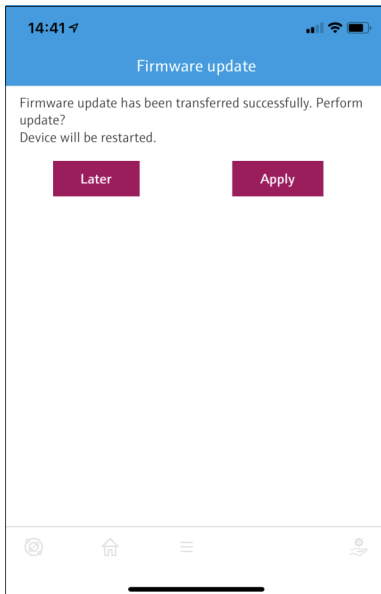 14:41
Firmware update
Firmware update has been transferred successfully. Perform
update?
Device will be restarted.
Later
Apply